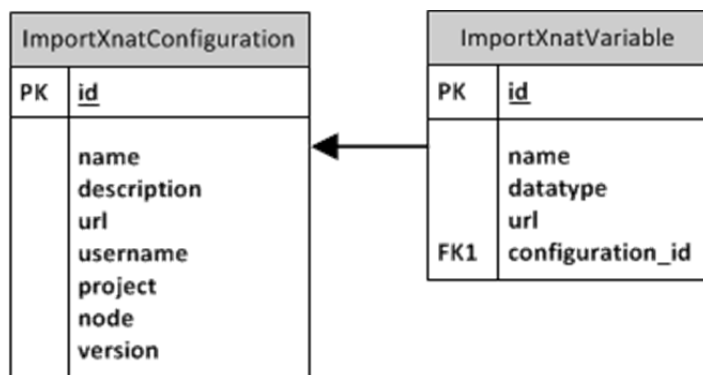 ImportXnatConfiguration
PK id
name
description
url
username
project
node
version
ImportXnatVariable
PK id
name
datatype
url
FK1 configuration_id